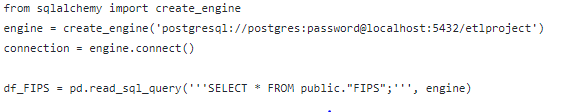 from sqlalchemy import create_engine
engine = create_engine('postgresql://postgres:password@localhost:5432/etlproject')
connection = engine.connect()
df_FIPS = pd.read_sql_query('''SELECT * FROM public."FIPS";''', engine)